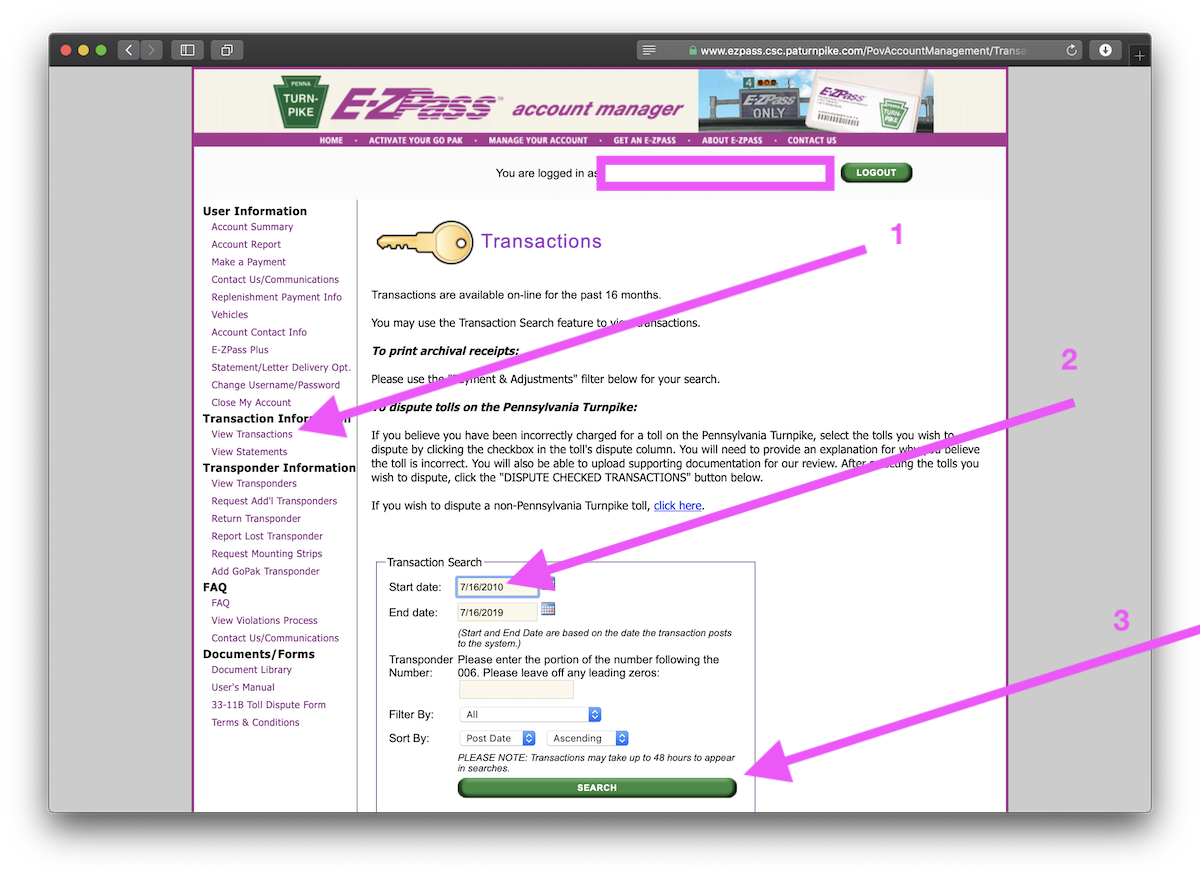 www.ezpass.csc.paturnpike.com/PovAccountManagement/Transa
PENNA
TURN-
PIKE
E-ZPass™ account manager
4
E-ZPass
ONLY
E-ZPass
HOME · ACTIVATE YOUR GO PAK · MANAGE YOUR ACCOUNT · GET AN E-ZPASS · ABOUT E-ZPASS · CONTACT US
You are logged in as
LOGOUT
User Information
Account Summary
Account Report
Make a Payment
Contact Us/Communications
Replenishment Payment Info
Vehicles
Account Contact Info
E-ZPass Plus
Statement/Letter Delivery Opt.
Change Username/Password
Close My Account
Transaction Information
View Transactions
View Statements
Transponder Information
View Transponders
Request Add'l Transponders
Return Transponder
Report Lost Transponder
Request Mounting Strips
Add GoPak Transponder
FAQ
FAQ
View Violations Process
Contact Us/Communications
Documents/Forms
Document Library
User's Manual
33-11B Toll Dispute Form
Terms & Conditions
Transactions
1
Transactions are available on-line for the past 16 months.
You may use the Transaction Search feature to view transactions.
To print archival receipts:
2
Please use the "Payment & Adjustments" filter below for your search.
To dispute tolls on the Pennsylvania Turnpike:
If you believe you have been incorrectly charged for a toll on the Pennsylvania Turnpike, select the tolls you wish to
dispute by clicking the checkbox in the toll's dispute column. You will need to provide an explanation for why you believe
the toll is incorrect. You will also be able to upload supporting documentation for our review. After selecting the tolls you
wish to dispute, click the "DISPUTE CHECKED TRANSACTIONS" button below.
If you wish to dispute a non-Pennsylvania Turnpike toll, click here.
Transaction Search
Start date: 7/16/2010
End date: 7/16/2019
3
(Start and End Date are based on the date the transaction posts
to the system.)
Transponder Please enter the portion of the number following the
Number: 006. Please leave off any leading zeros:
Filter By: All
Sort By: Post Date Ascending
PLEASE NOTE: Transactions may take up to 48 hours to appear
in searches.
SEARCH